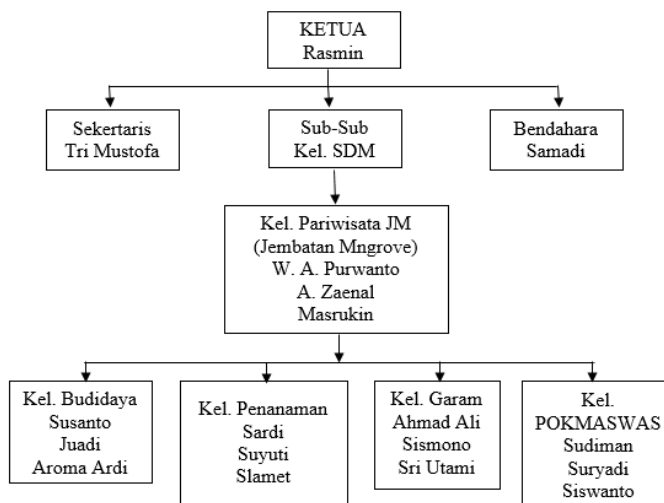 KETUA
Rasmin
Sekertaris
Tri Mustofa
Sub-Sub
Kel. SDM
Bendahara
Samadi
Kel. Pariwisata JM
(Jembatan Mngrove)
W. A. Purwanto
A. Zaenal
Masrukin
Kel. Budidaya
Susanto
Juadi
Aroma Ardi
Kel. Penanaman
Sardi
Suyuti
Slamet
Kel. Garam
Ahmad Ali
Sismono
Sri Utami
Kel.
POKMASWAS
Sudiman
Suryadi
Siswanto